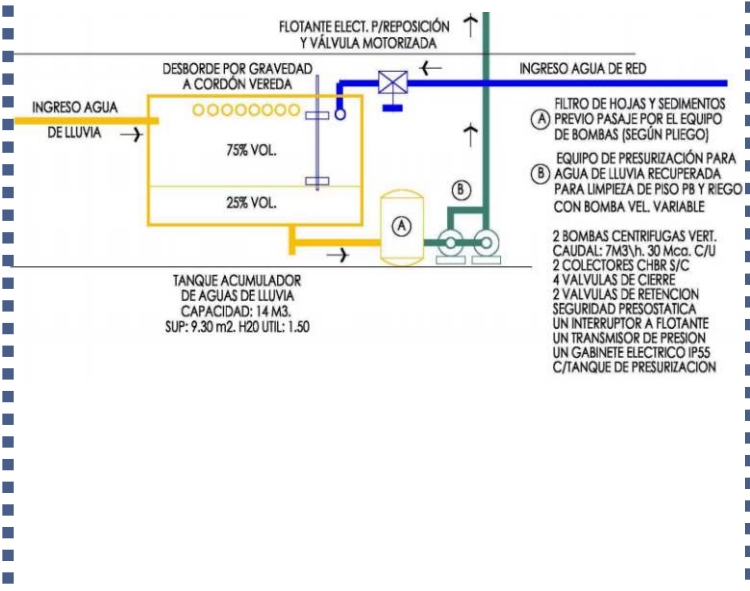 FLOTANTE ELECT. P/REPOSICIÓN
Y VÁLVULA MOTORIZADA
DESBORDE POR GRAVEDAD
A CORDÓN VEREDA
INGRESO AGUA DE RED
INGRESO AGUA
DE LLUVIA
75% VOL.
25% VOL.
A
B
TANQUE ACUMULADOR
DE AGUAS DE LLUVIA
CAPACIDAD: 14 M3.
SUP: 9.30 m2. H20 UTIL: 1.50
FILTRO DE HOJAS Y SEDIMENTOS
A PREVIO PASAJE POR EL EQUIPO
DE BOMBAS (SEGÚN PLIEGO)
EQUIPO DE PRESURIZACIÓN PARA
B AGUA DE LLUVIA RECUPERADA
PARA LIMPIEZA DE PISO PB Y RIEGO
CON BOMBA VEL. VARIABLE
2 BOMBAS CENTRIFUGAS VERT.
CAUDAL: 7M3\h. 30 Mca. C/U
2 COLECTORES CHBR S/C
4 VALVULAS DE CIERRE
2 VALVULAS DE RETENCION
SEGURIDAD PRESOSTATICA
UN INTERRUPTOR A FLOTANTE
UN TRANSMISOR DE PRESION
UN GABINETE ELECTRICO IP55
C/TANQUE DE PRESURIZACION